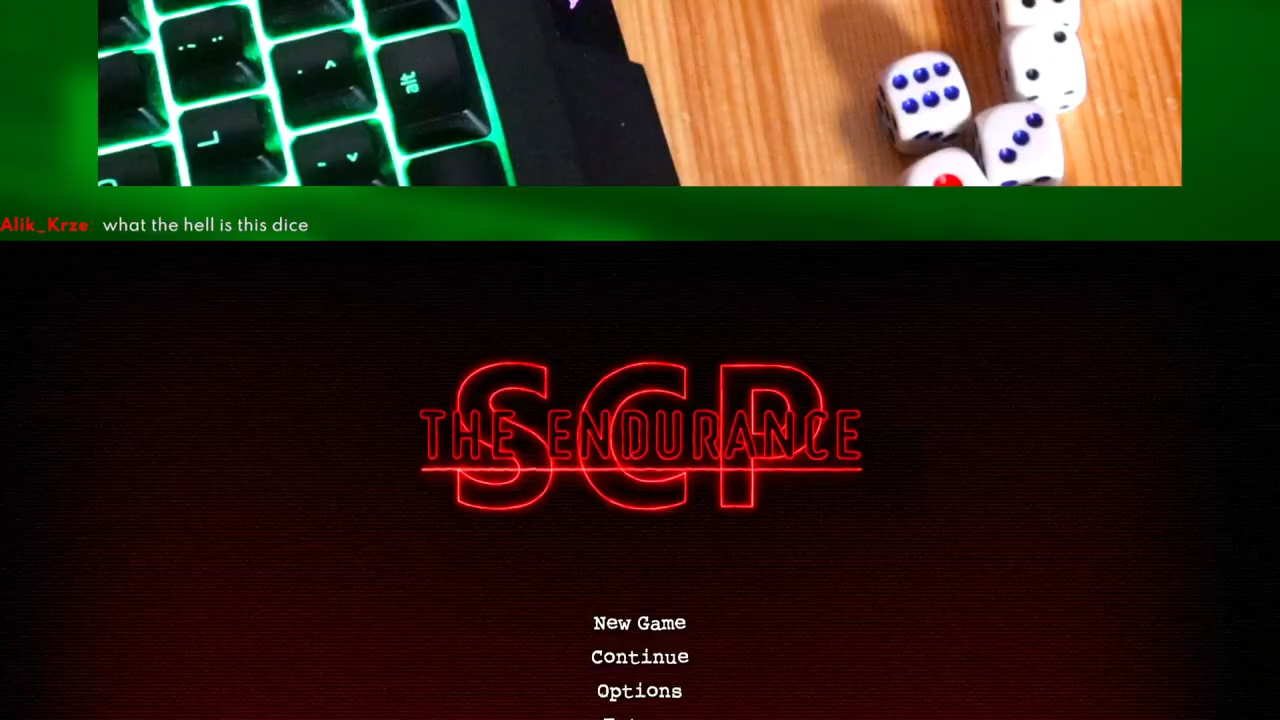 Alik_Krze: what the hell is this dice
SCP
THE ENDURANCE
New Game
Continue
Options